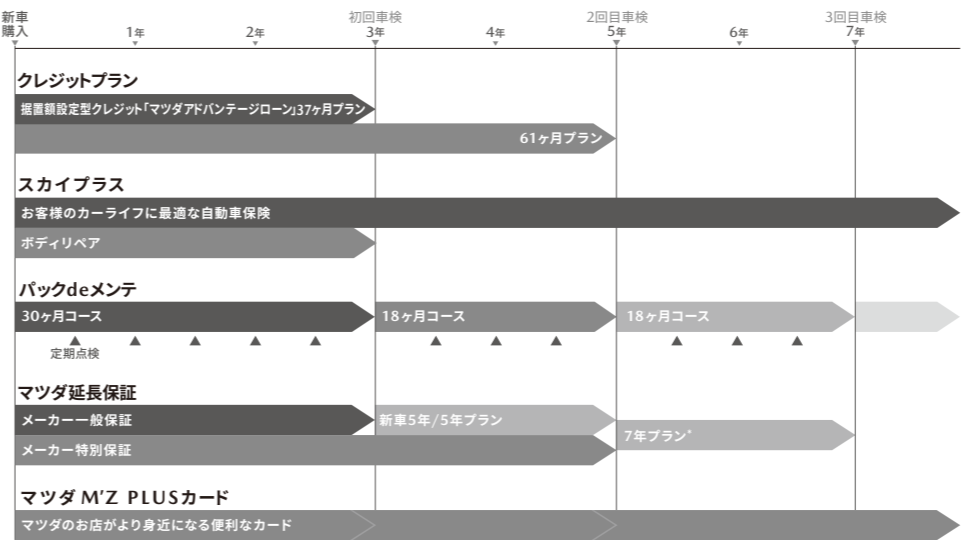 新車
購入
1年
2年
初回車検
3年
4年
2回目車検
5年
6年
3回目車検
7年
クレジットプラン
据置額設定型クレジット「マツダアドバンテージローン」37ヶ月プラン
61ヶ月プラン
スカイプラス
お客様のカーライフに最適な自動車保険
ボディリペア
パックdeメンテ
30ヶ月コース
18ヶ月コース
18ヶ月コース
定期点検
マツダ延長保証
メーカー一般保証
新車5年/5年プラン
メーカー特別保証
7年プラン*
マツダ M'Z PLUSカード
マツダのお店がより身近になる便利なカード